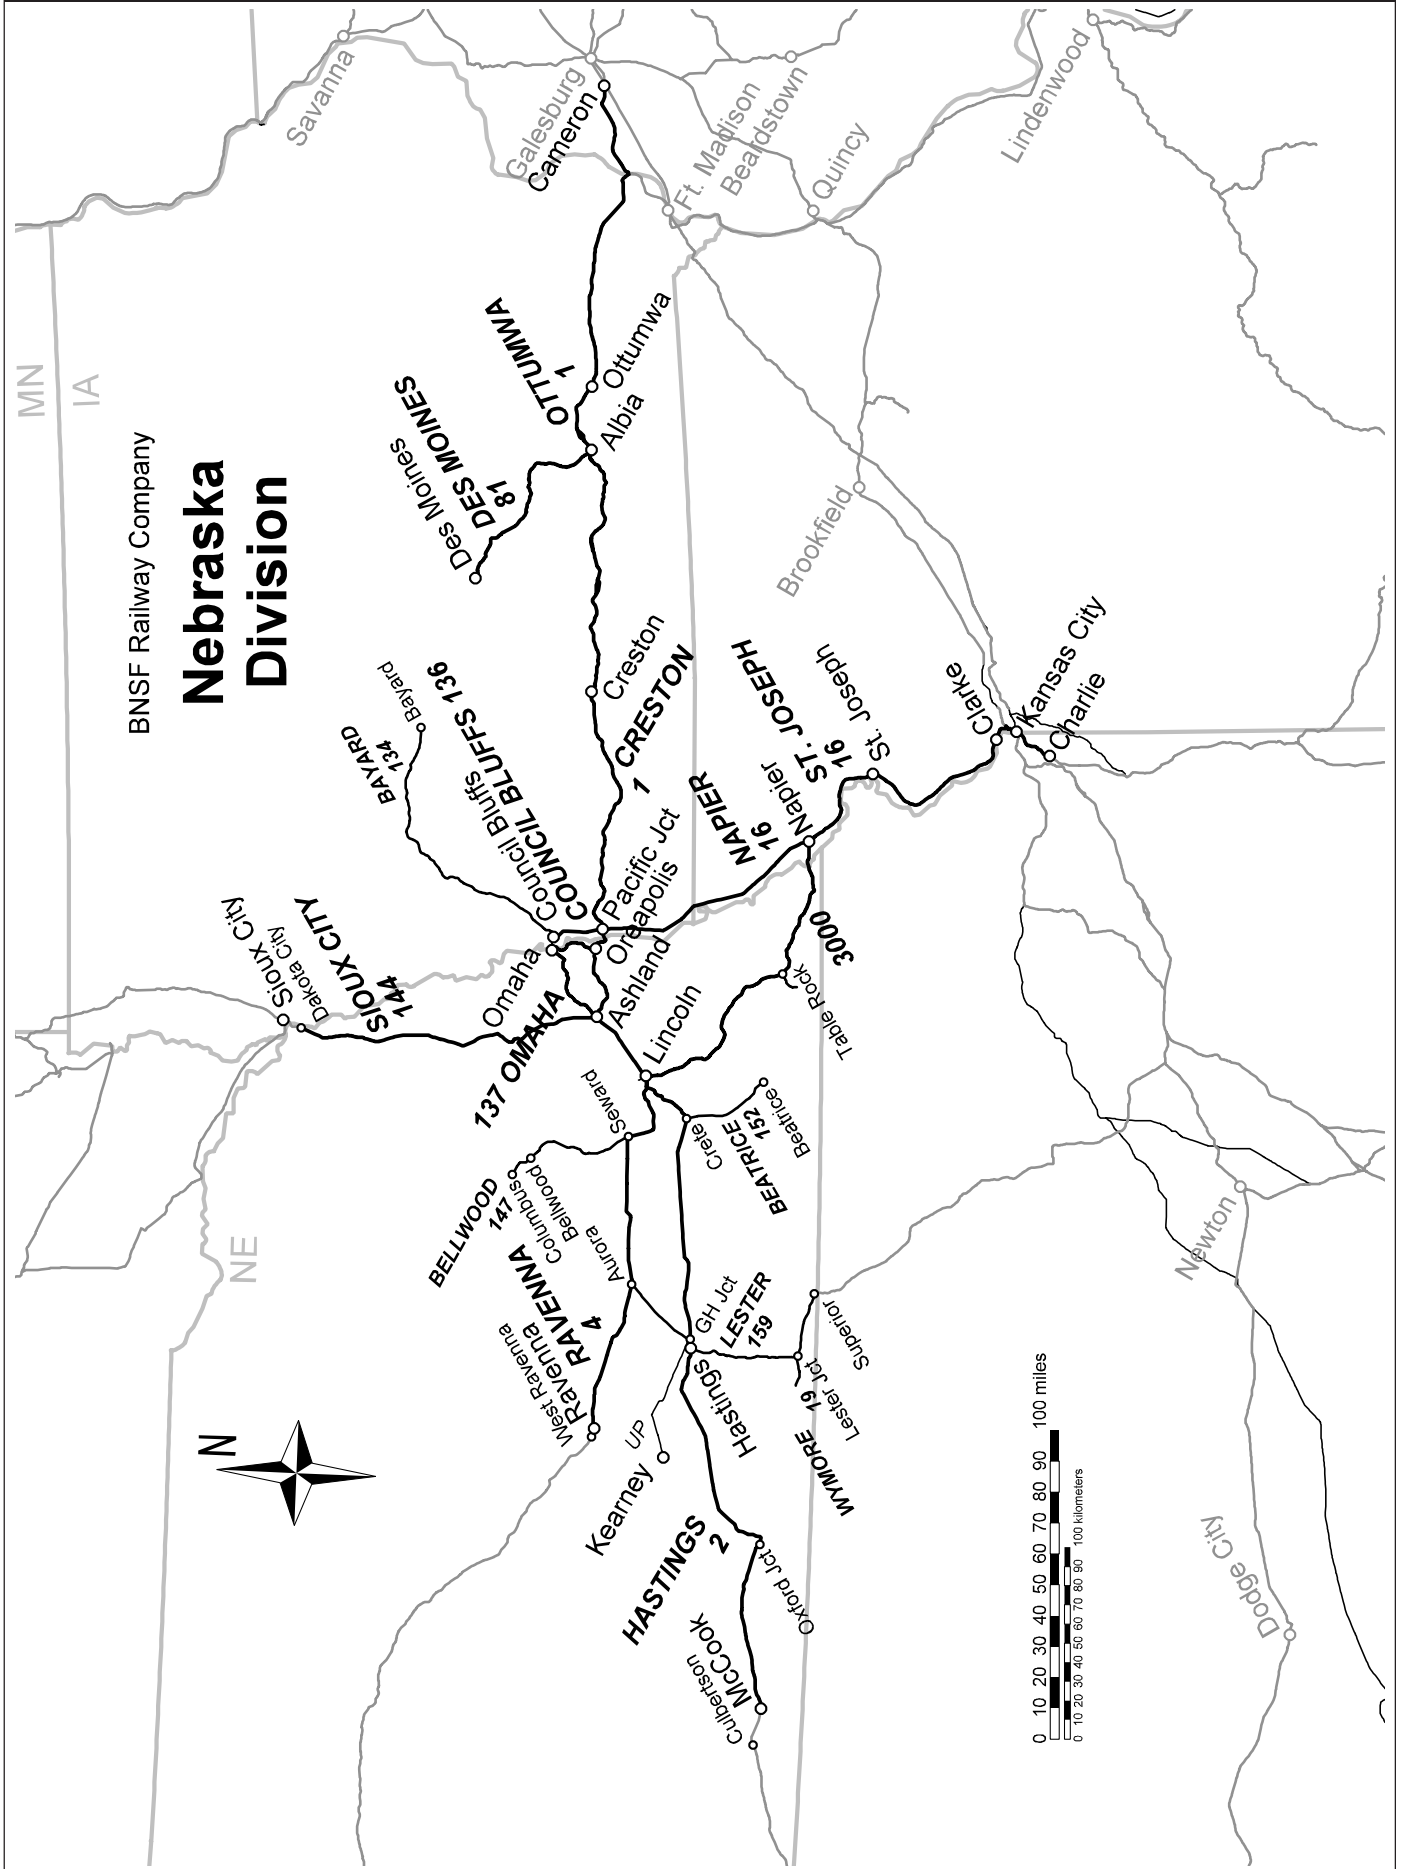 BNSF Railway Company
Nebraska
Division
MN
IA
NE
N
Savanna
Galesburg
Cameron
Ft. Madison
Beardstown
Quincy
Lindenwood
OTTUMWA
1
Ottumwa
Albia
DES MOINES
81
Des Moines
Brookfield
Creston
CRESTON
1
Bayard
BAYARD
134
COUNCIL BLUFFS 136
Council Bluffs
Pacific Jct
Oreapolis
Omaha
137 OMAHA
Ashland
Lincoln
Sioux City
Dakota City
SIOUX CITY
144
NAPIER
16
Napier
ST. JOSEPH
16
St. Joseph
Clarke
Kansas City
Charlie
3000
Table Rock
Seward
Crete
Beatrice
BEATRICE
152
BELLWOOD
147
Columbus
Bellwood
Aurora
RAVENNA
4
Ravenna
West Ravenna
GH Jct
LESTER
159
Hastings
UP
Kearney
Superior
Lester Jct
WYMORE 19
HASTINGS
2
Oxford Jct
McCook
Culbertson
Newton
Dodge City
0 10 20 30 40 50 60 70 80 90 100 miles
0 10 20 30 40 50 60 70 80 90 100 kilometers